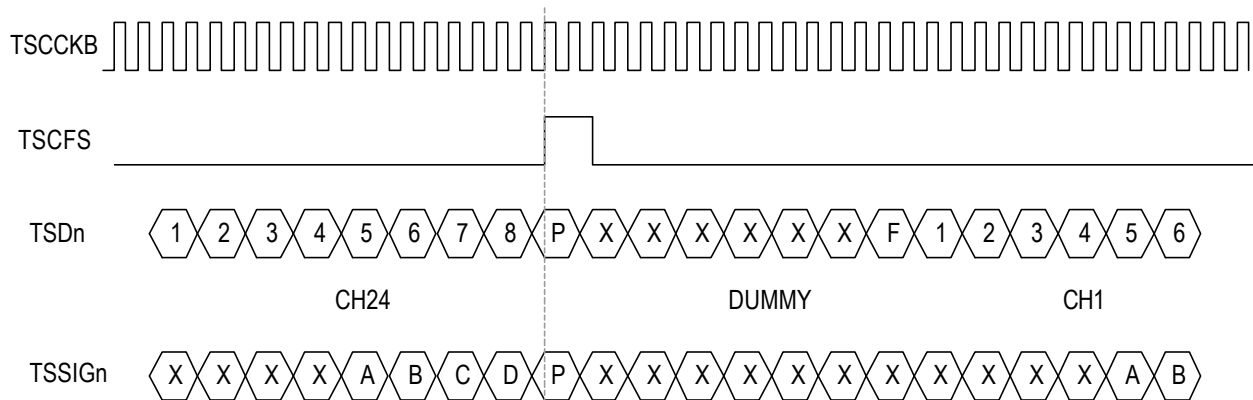 TSCCKB
TSCFS
TSDn 1 2 3 4 5 6 7 8 P X X X X X X F 1 2 3 4 5 6
CH24 DUMMY CH1
TSSIGn X X X X A B C D P X X X X X X X X X X X A B